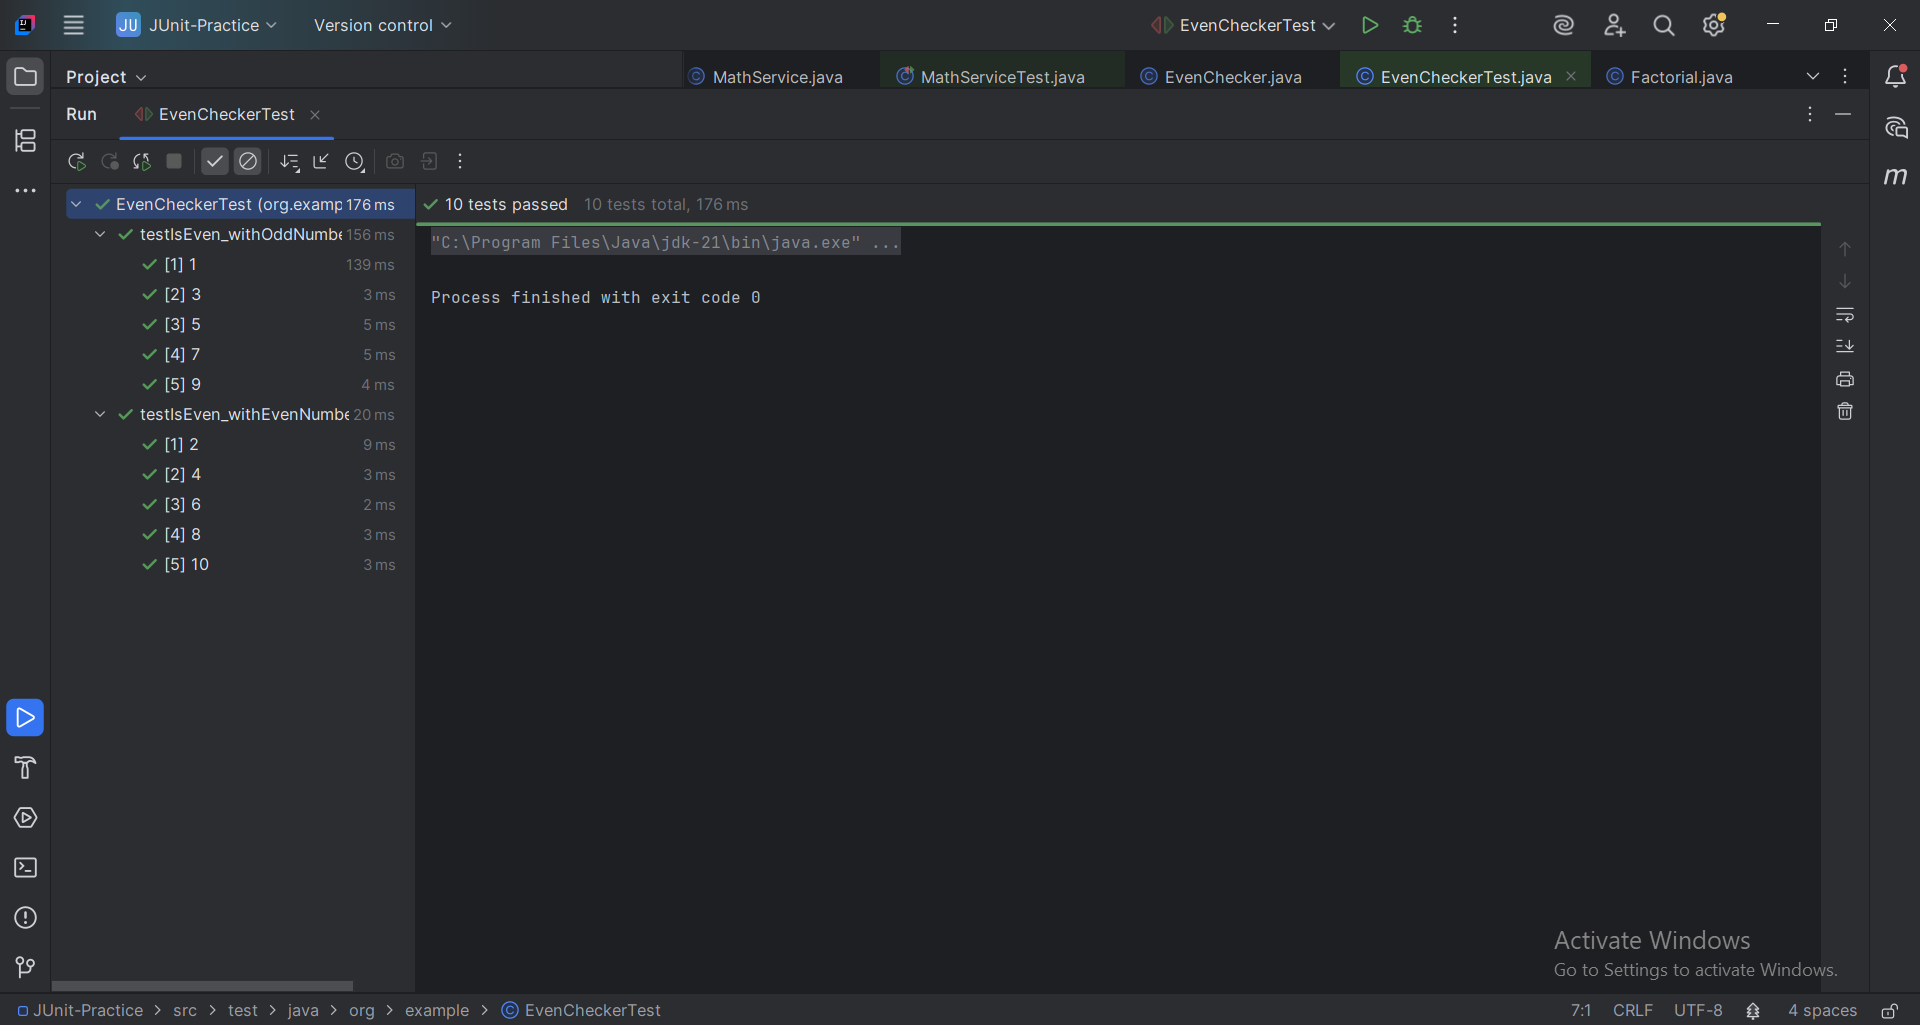 JU JUnit-Practice Version control EvenCheckerTest
Project MathService.java MathServiceTest.java EvenChecker.java EvenCheckerTest.java Factorial.java
Run EvenCheckerTest
EvenCheckerTest (org.examp 176 ms 10 tests passed 10 tests total, 176 ms
testIsEven_withOddNumbe 156 ms
"C:\Program Files\Java\jdk-21\bin\java.exe" ...
[1] 1 139 ms
[2] 3 3 ms
Process finished with exit code 0
[3] 5 5 ms
[4] 7 5 ms
[5] 9 4 ms
testIsEven_withEvenNumbe 20 ms
[1] 2 9 ms
[2] 4 3 ms
[3] 6 2 ms
[4] 8 3 ms
[5] 10 3 ms
Activate Windows
Go to Settings to activate Windows.
JUnit-Practice > src > test > java > org > example > EvenCheckerTest 7:1 CRLF UTF-8 4 spaces